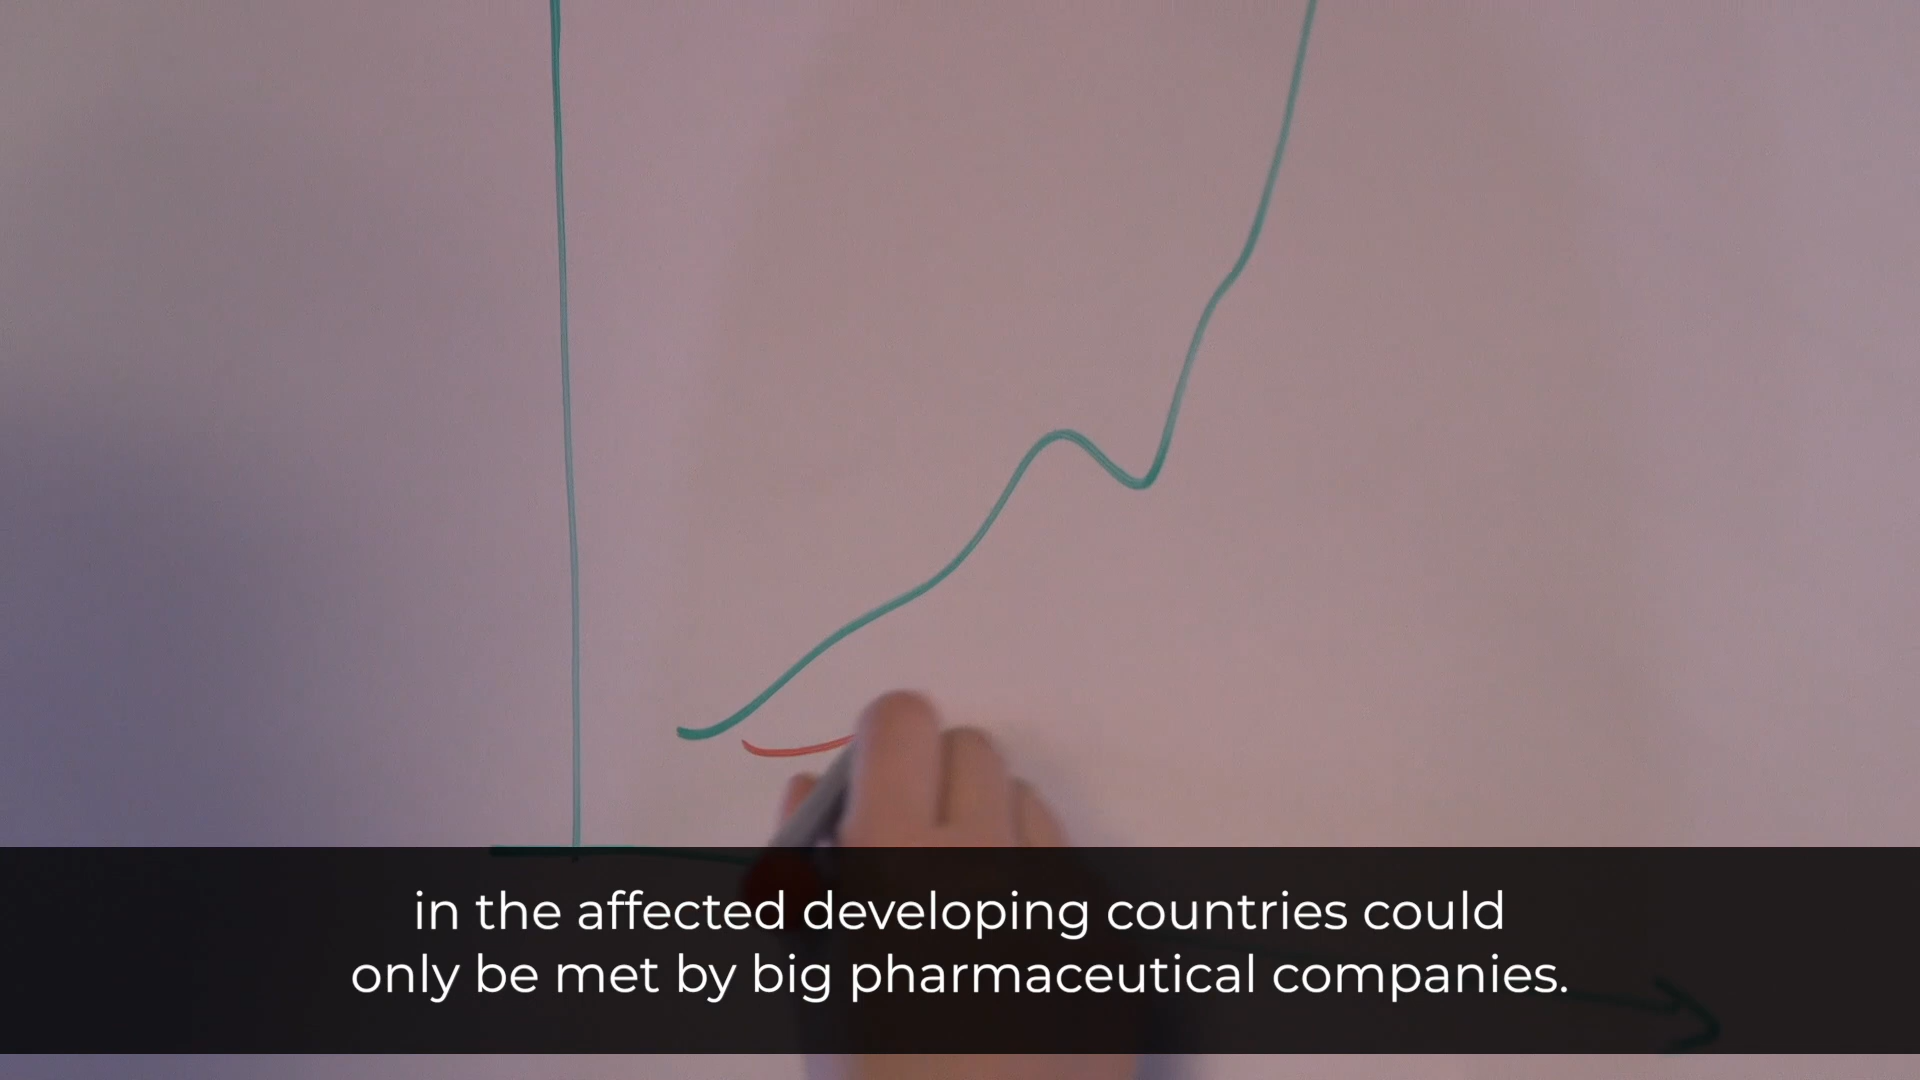 in the affected developing countries could
only be met by big pharmaceutical companies.